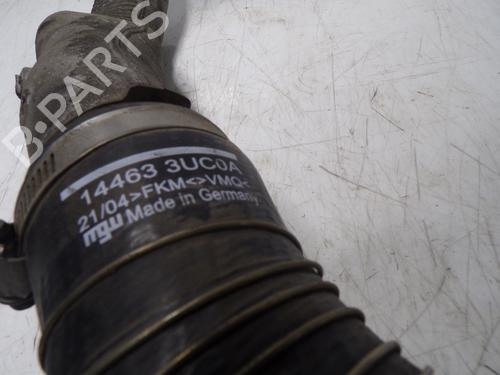 B-PARTS
14463 3UC0A
21/04>FKM<>VMQ<
mgu Made in Germany